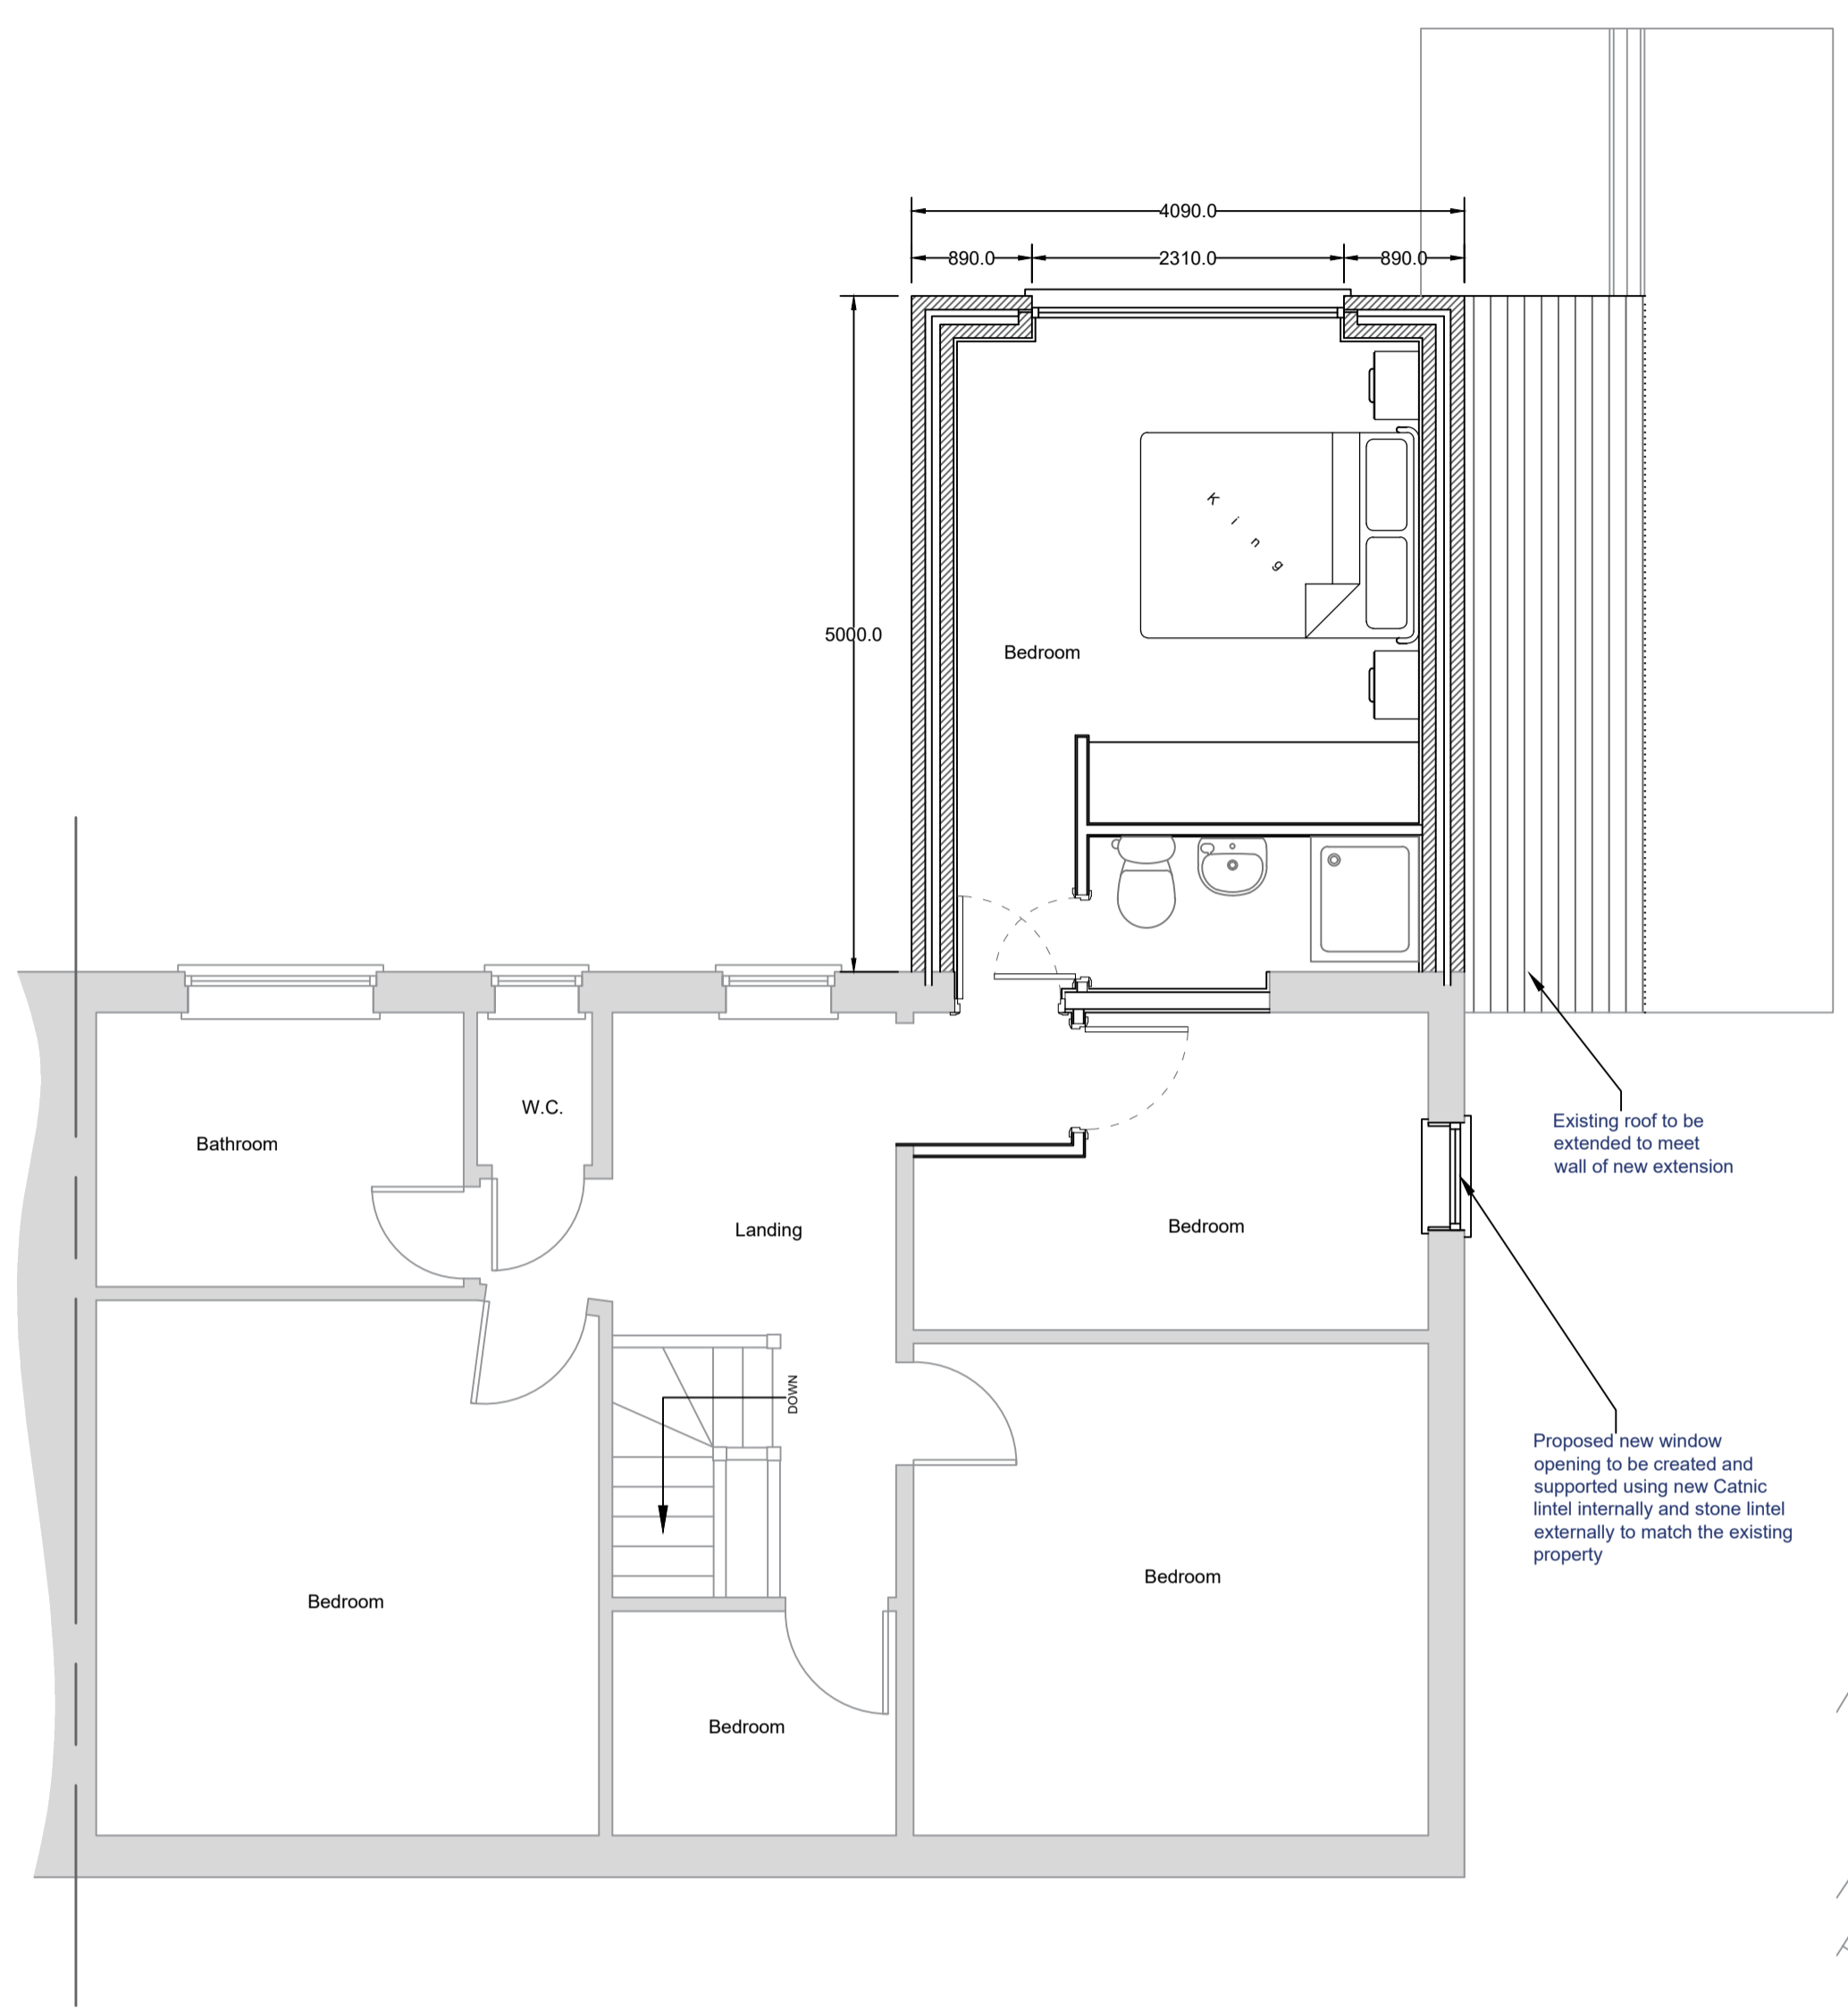 4090.0
890.0
2310.0
890.0
5000.0
King
Bedroom
W.C.
Bathroom
Existing roof to be
extended to meet
wall of new extension
Landing
Bedroom
DOWN
Proposed new window
opening to be created and
supported using new Catnic
lintel internally and stone lintel
externally to match the existing
property
Bedroom
Bedroom
Bedroom